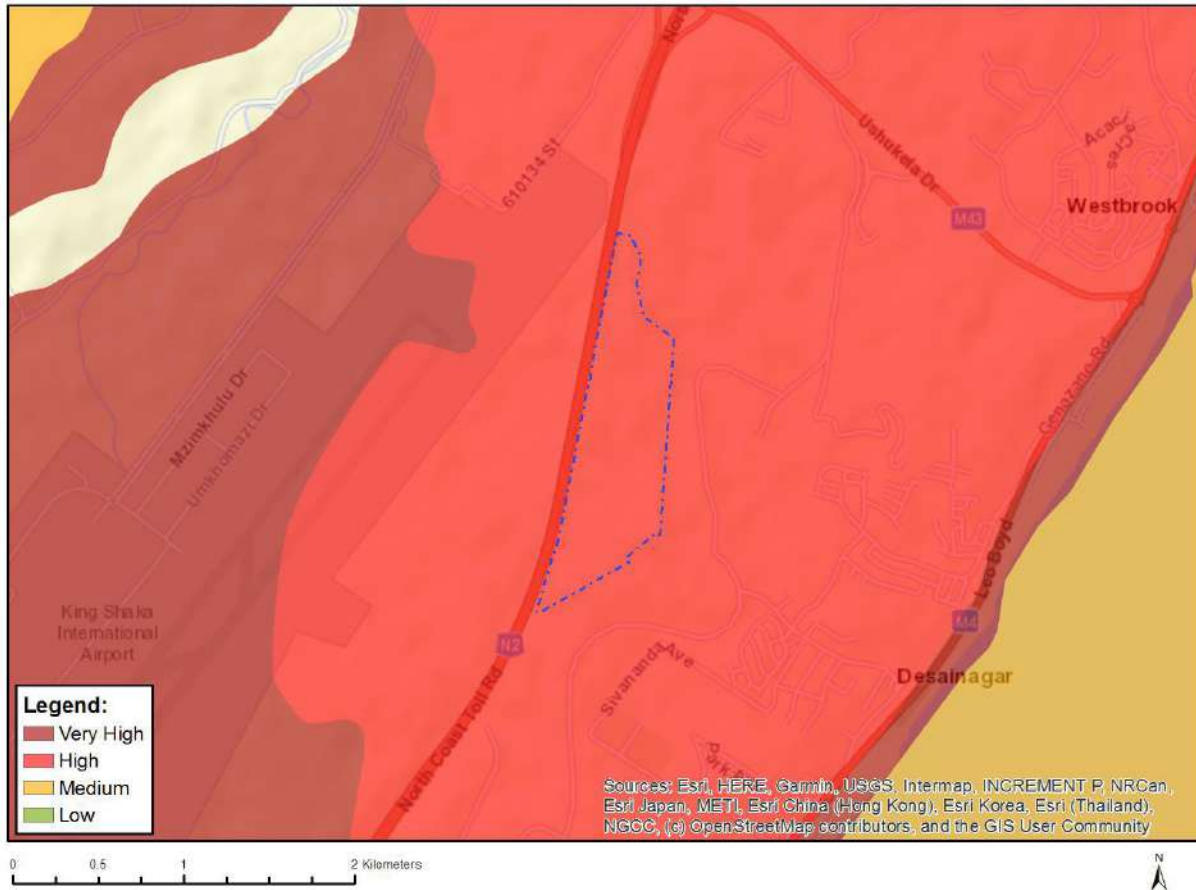 Nor
610134 St
Ushukela Dr
Westbrook
M43
Mzimkhulu Dr
Umkhomazi Dr
Genazzano Rd
King Shaka
International
Airport
N2
Leo Boyd
M4
Desainagar
Sivananda Ave
North Coast Toll Rd
Park
Legend:
Very High
High
Medium
Low
Sources: Esri, HERE, Garmin, USGS, Intermap, INCREMENT P, NRCan,
Esri Japan, METI, Esri China (Hong Kong), Esri Korea, Esri (Thailand),
NGCC, (c) OpenStreetMap contributors, and the GIS User Community
0 0.5 1 2 Kilometers
N